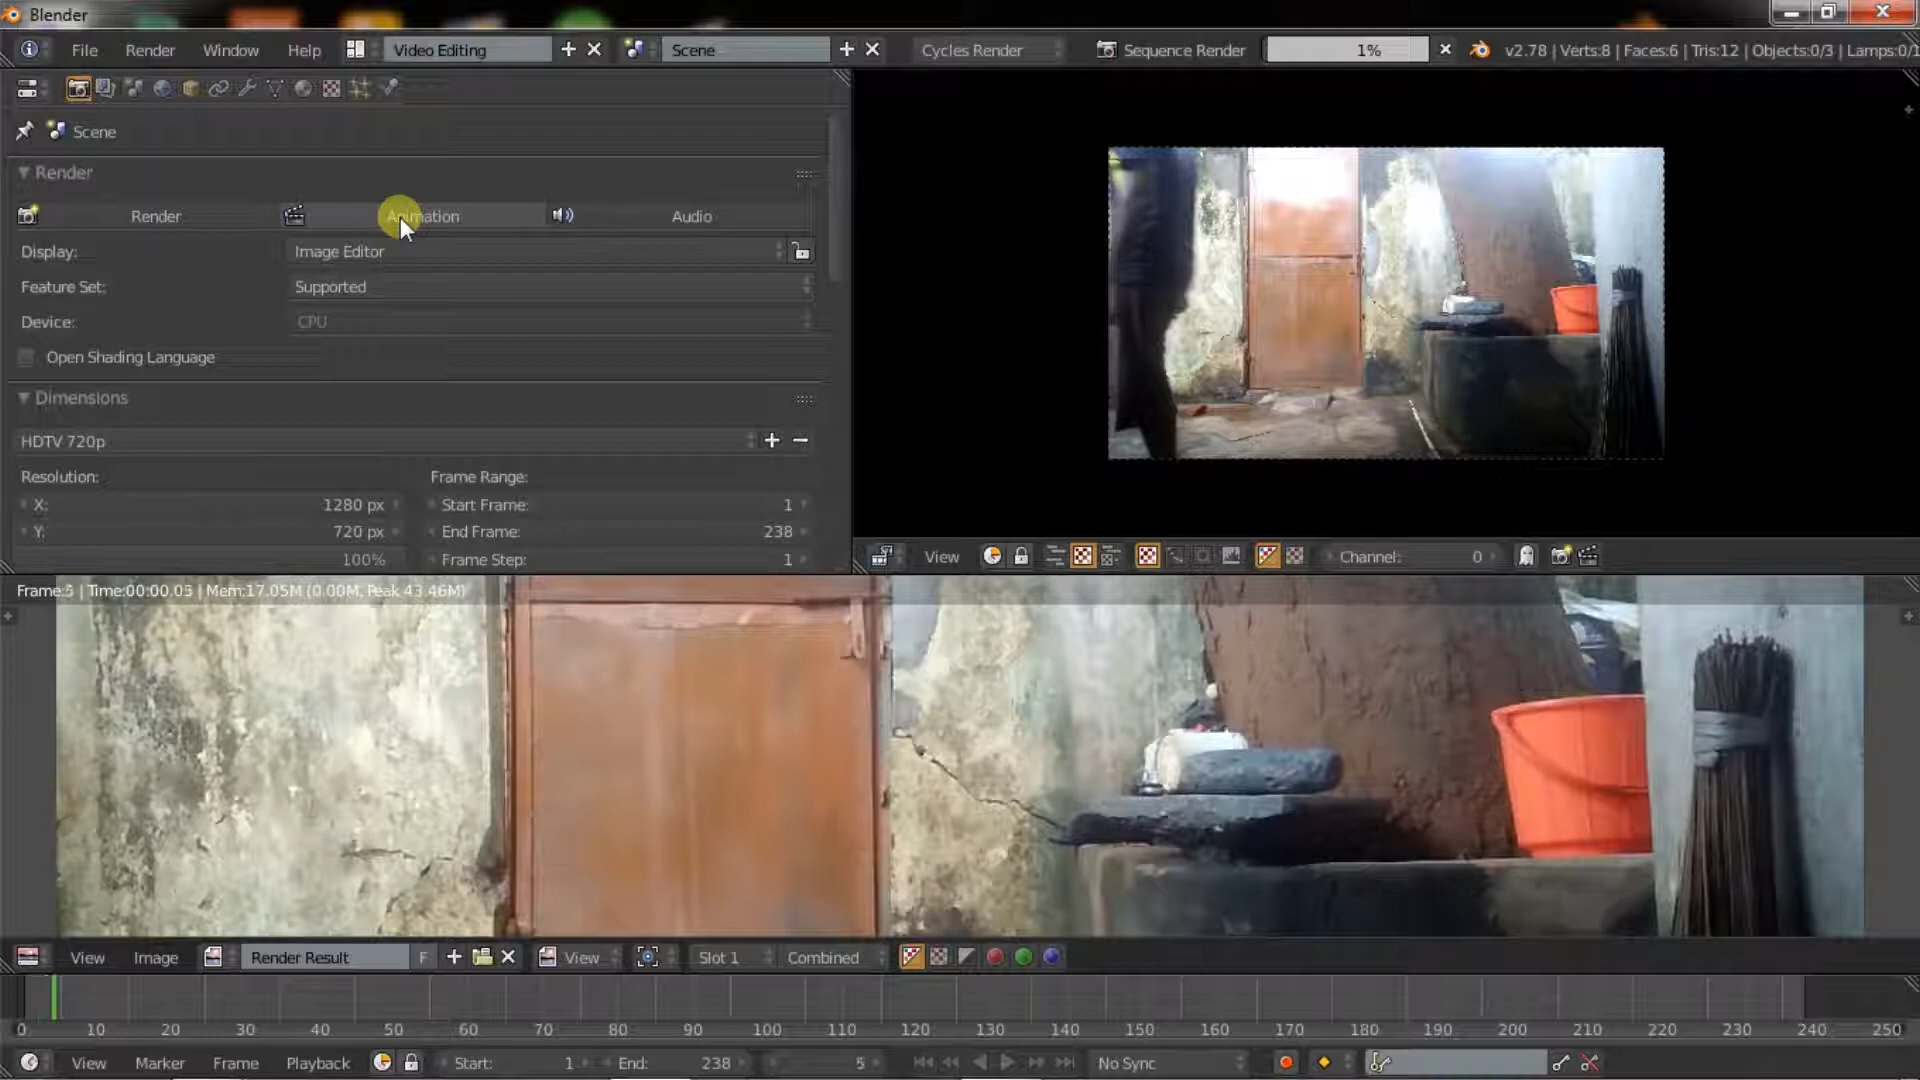 Blender
File Render Window Help Video Editing Scene Cycles Render Sequence Render 1% v2.78 | Verts:8 | Faces:6 | Tris:12 | Objects:0/3 | Lamps:0/1
Scene
Render
Render Animation Audio
Display: Image Editor
Feature Set: Supported
Device: CPU
Open Shading Language
Dimensions
HDTV 720p
Resolution: Frame Range:
X: 1280 px Start Frame: 1
Y: 720 px End Frame: 238
100% Frame Step: 1
View Channel: 0
Frame:5 | Time:00:00.05 | Mem:17.05M (0.00M, Peak 43.46M)
View Image Render Result F View Slot 1 Combined
0 10 20 30 40 50 60 70 80 90 100 110 120 130 140 150 160 170 180 190 200 210 220 230 240 250
View Marker Frame Playback Start: 1 End: 238 5 No Sync